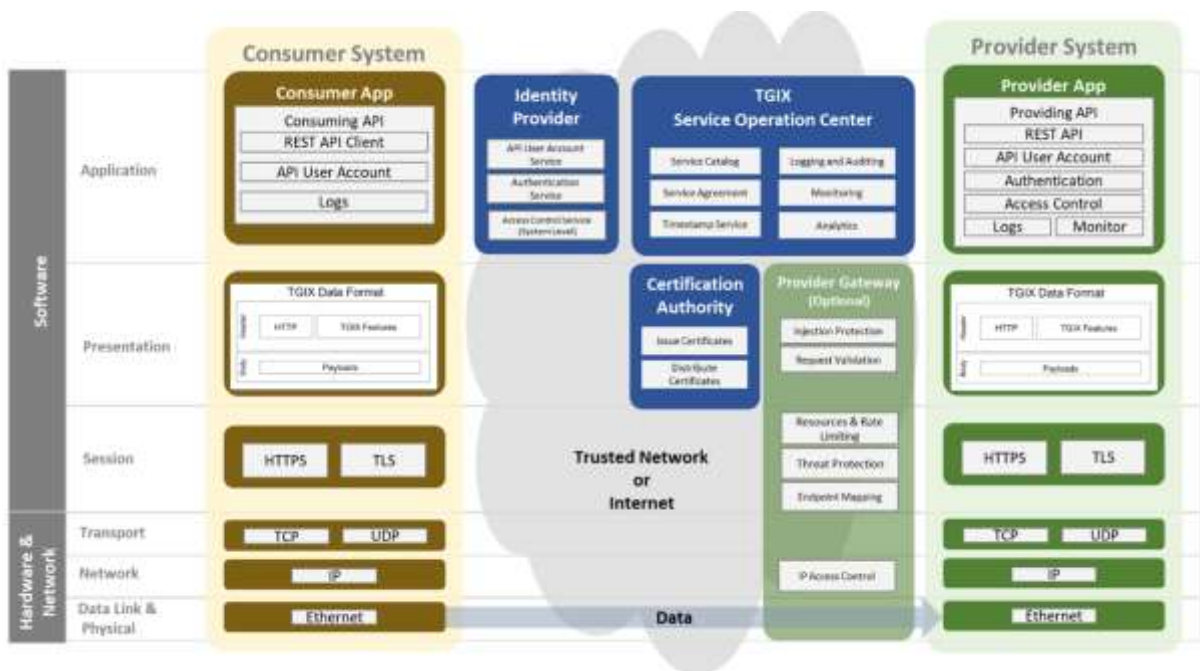 Consumer System
Provider System
Software
Hardware &
Network
Application
Presentation
Session
Transport
Network
Data Link &
Physical
Consumer App
Consuming API
REST API Client
API User Account
Logs
TGIX Data Format
Header
HTTP
TGIX Features
Body
Payloads
HTTPS
TLS
TCP
UDP
IP
Ethernet
Identity
Provider
API User Account
Service
Authentication
Service
Access Control Service
(System Level)
TGIX
Service Operation Center
Service Catalog
Logging and Auditing
Service Agreement
Monitoring
Timestamp Service
Analytics
Certification
Authority
Issue Certificates
Distribute
Certificates
Provider Gateway
(Optional)
Injection Protection
Request Validation
Resources & Rate
Limiting
Threat Protection
Endpoint Mapping
IP Access Control
Trusted Network
or
Internet
Data
Provider App
Providing API
REST API
API User Account
Authentication
Access Control
Logs
Monitor
TGIX Data Format
Header
HTTP
TGIX Features
Body
Payloads
HTTPS
TLS
TCP
UDP
IP
Ethernet